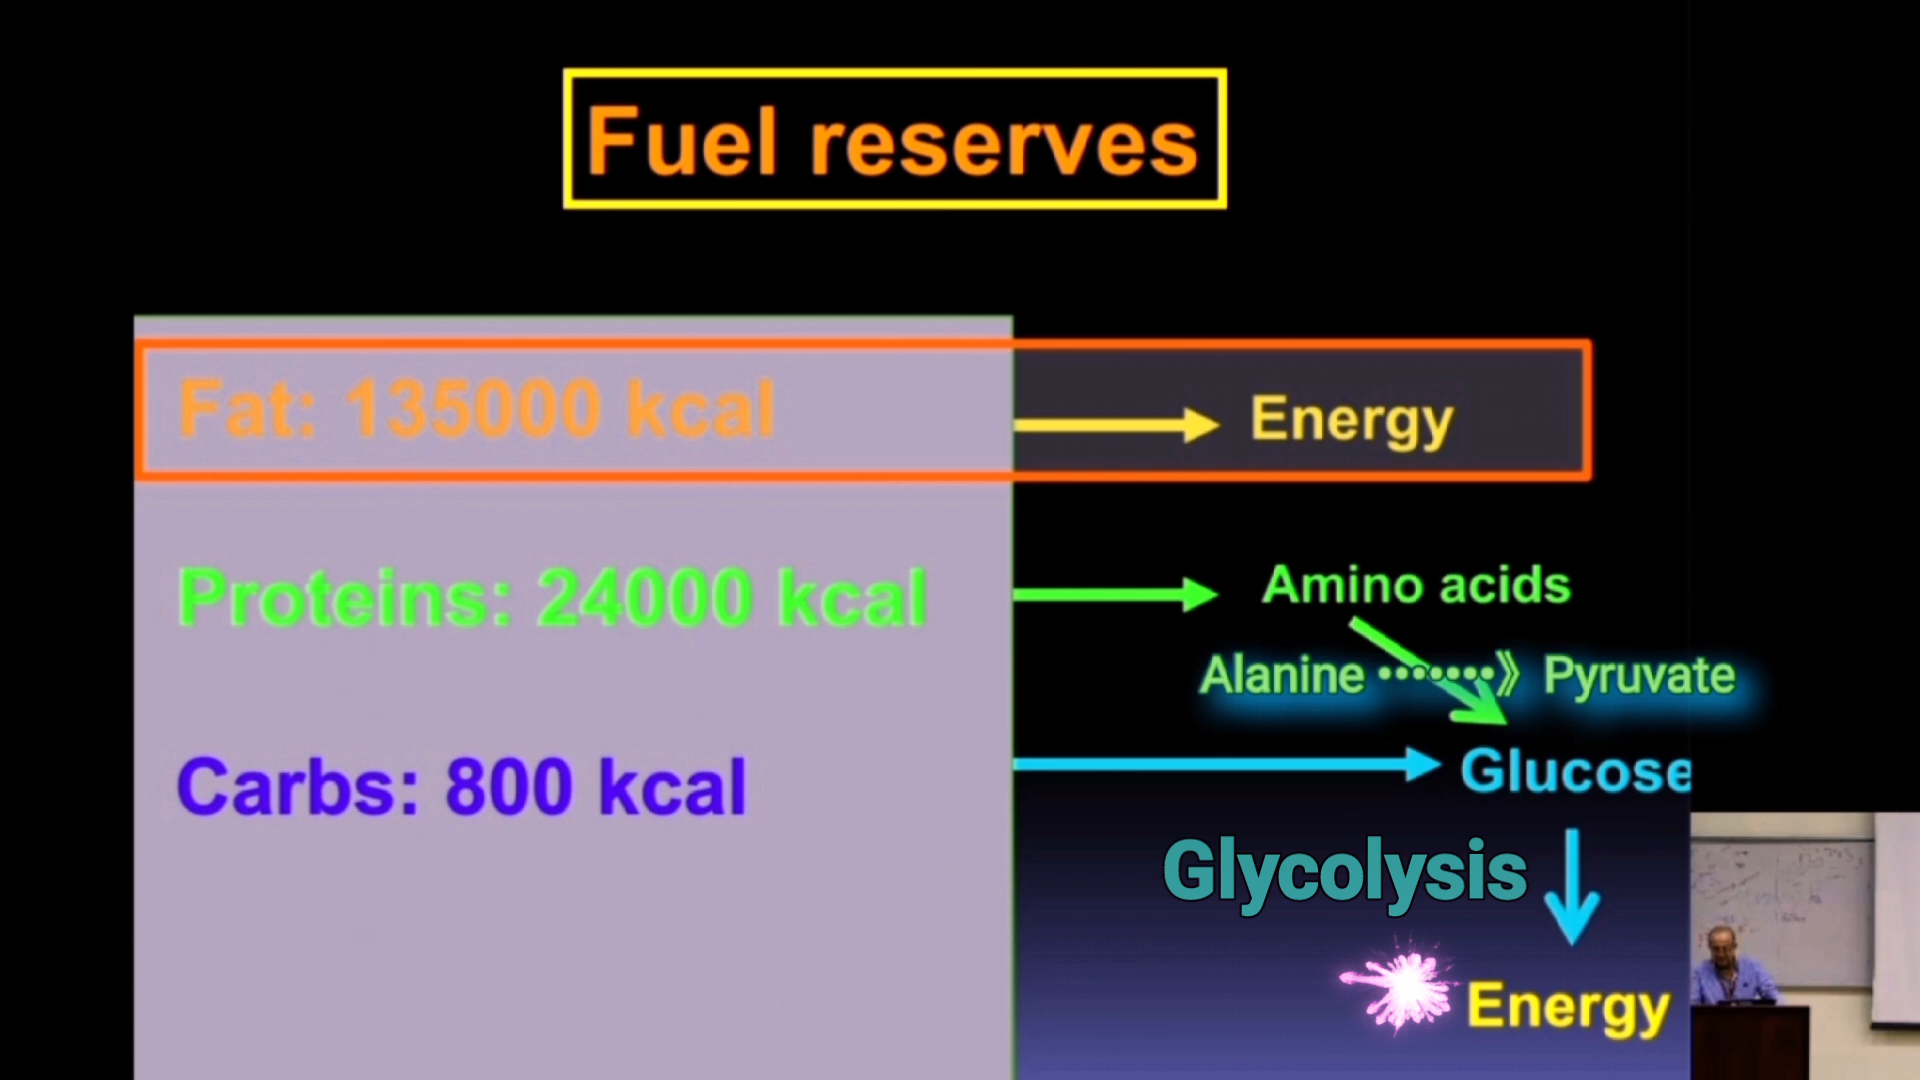 Fuel reserves
Fat: 135000 kcal
Energy
Proteins: 24000 kcal
Amino acids
Alanine ·······》 Pyruvate
Carbs: 800 kcal
Glucose
Glycolysis
Energy